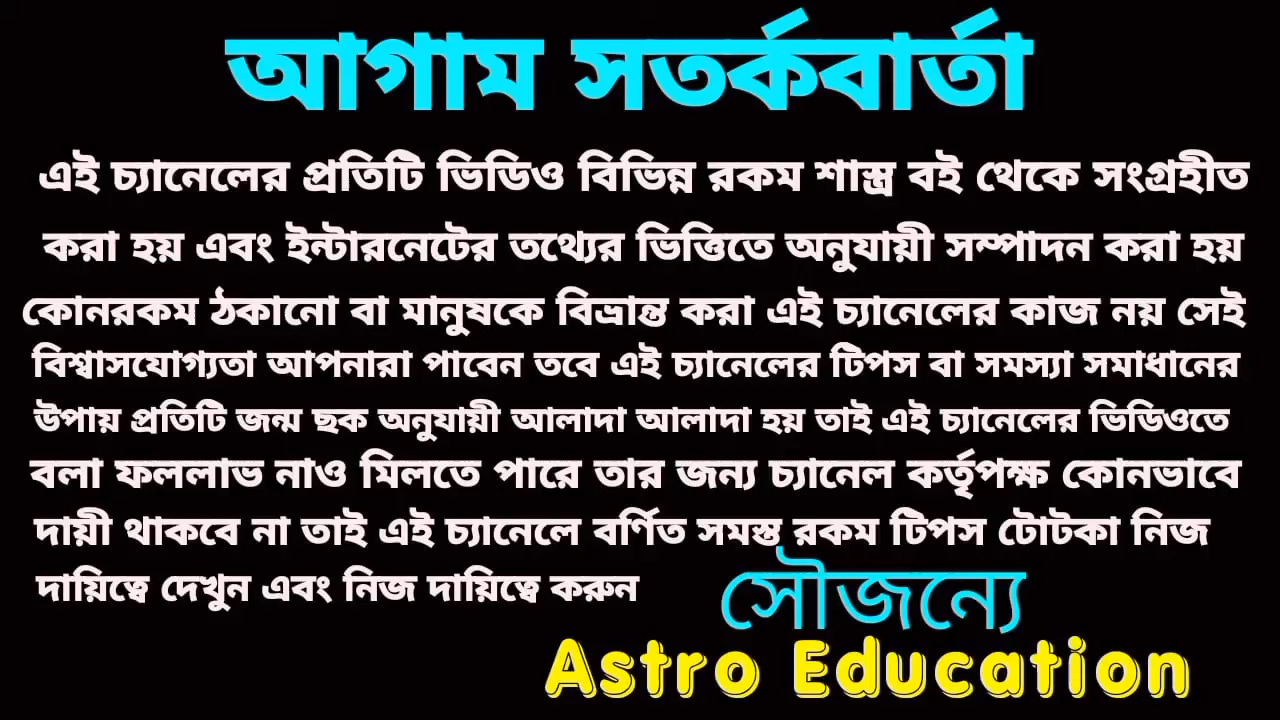 আগাম সতর্কবার্তা
এই চ্যানেলের প্রতিটি ভিডিও বিভিন্ন রকম শাস্ত্র বই থেকে সংগ্রহীত
করা হয় এবং ইন্টারনেটের তথ্যের ভিত্তিতে অনুযায়ী সম্পাদন করা হয়
কোনরকম ঠকানো বা মানুষকে বিভ্রান্ত করা এই চ্যানেলের কাজ নয় সেই
বিশ্বাসযোগ্যতা আপনারা পাবেন তবে এই চ্যানেলের টিপস বা সমস্যা সমাধানের
উপায় প্রতিটি জন্ম ছক অনুযায়ী আলাদা আলাদা হয় তাই এই চ্যানেলের ভিডিওতে
বলা ফললাভ নাও মিলতে পারে তার জন্য চ্যানেল কর্তৃপক্ষ কোনভাবে
দায়ী থাকবে না তাই এই চ্যানেলে বর্ণিত সমস্ত রকম টিপস টোটকা নিজ
দায়িত্বে দেখুন এবং নিজ দায়িত্বে করুন
সৌজন্যে
Astro Education